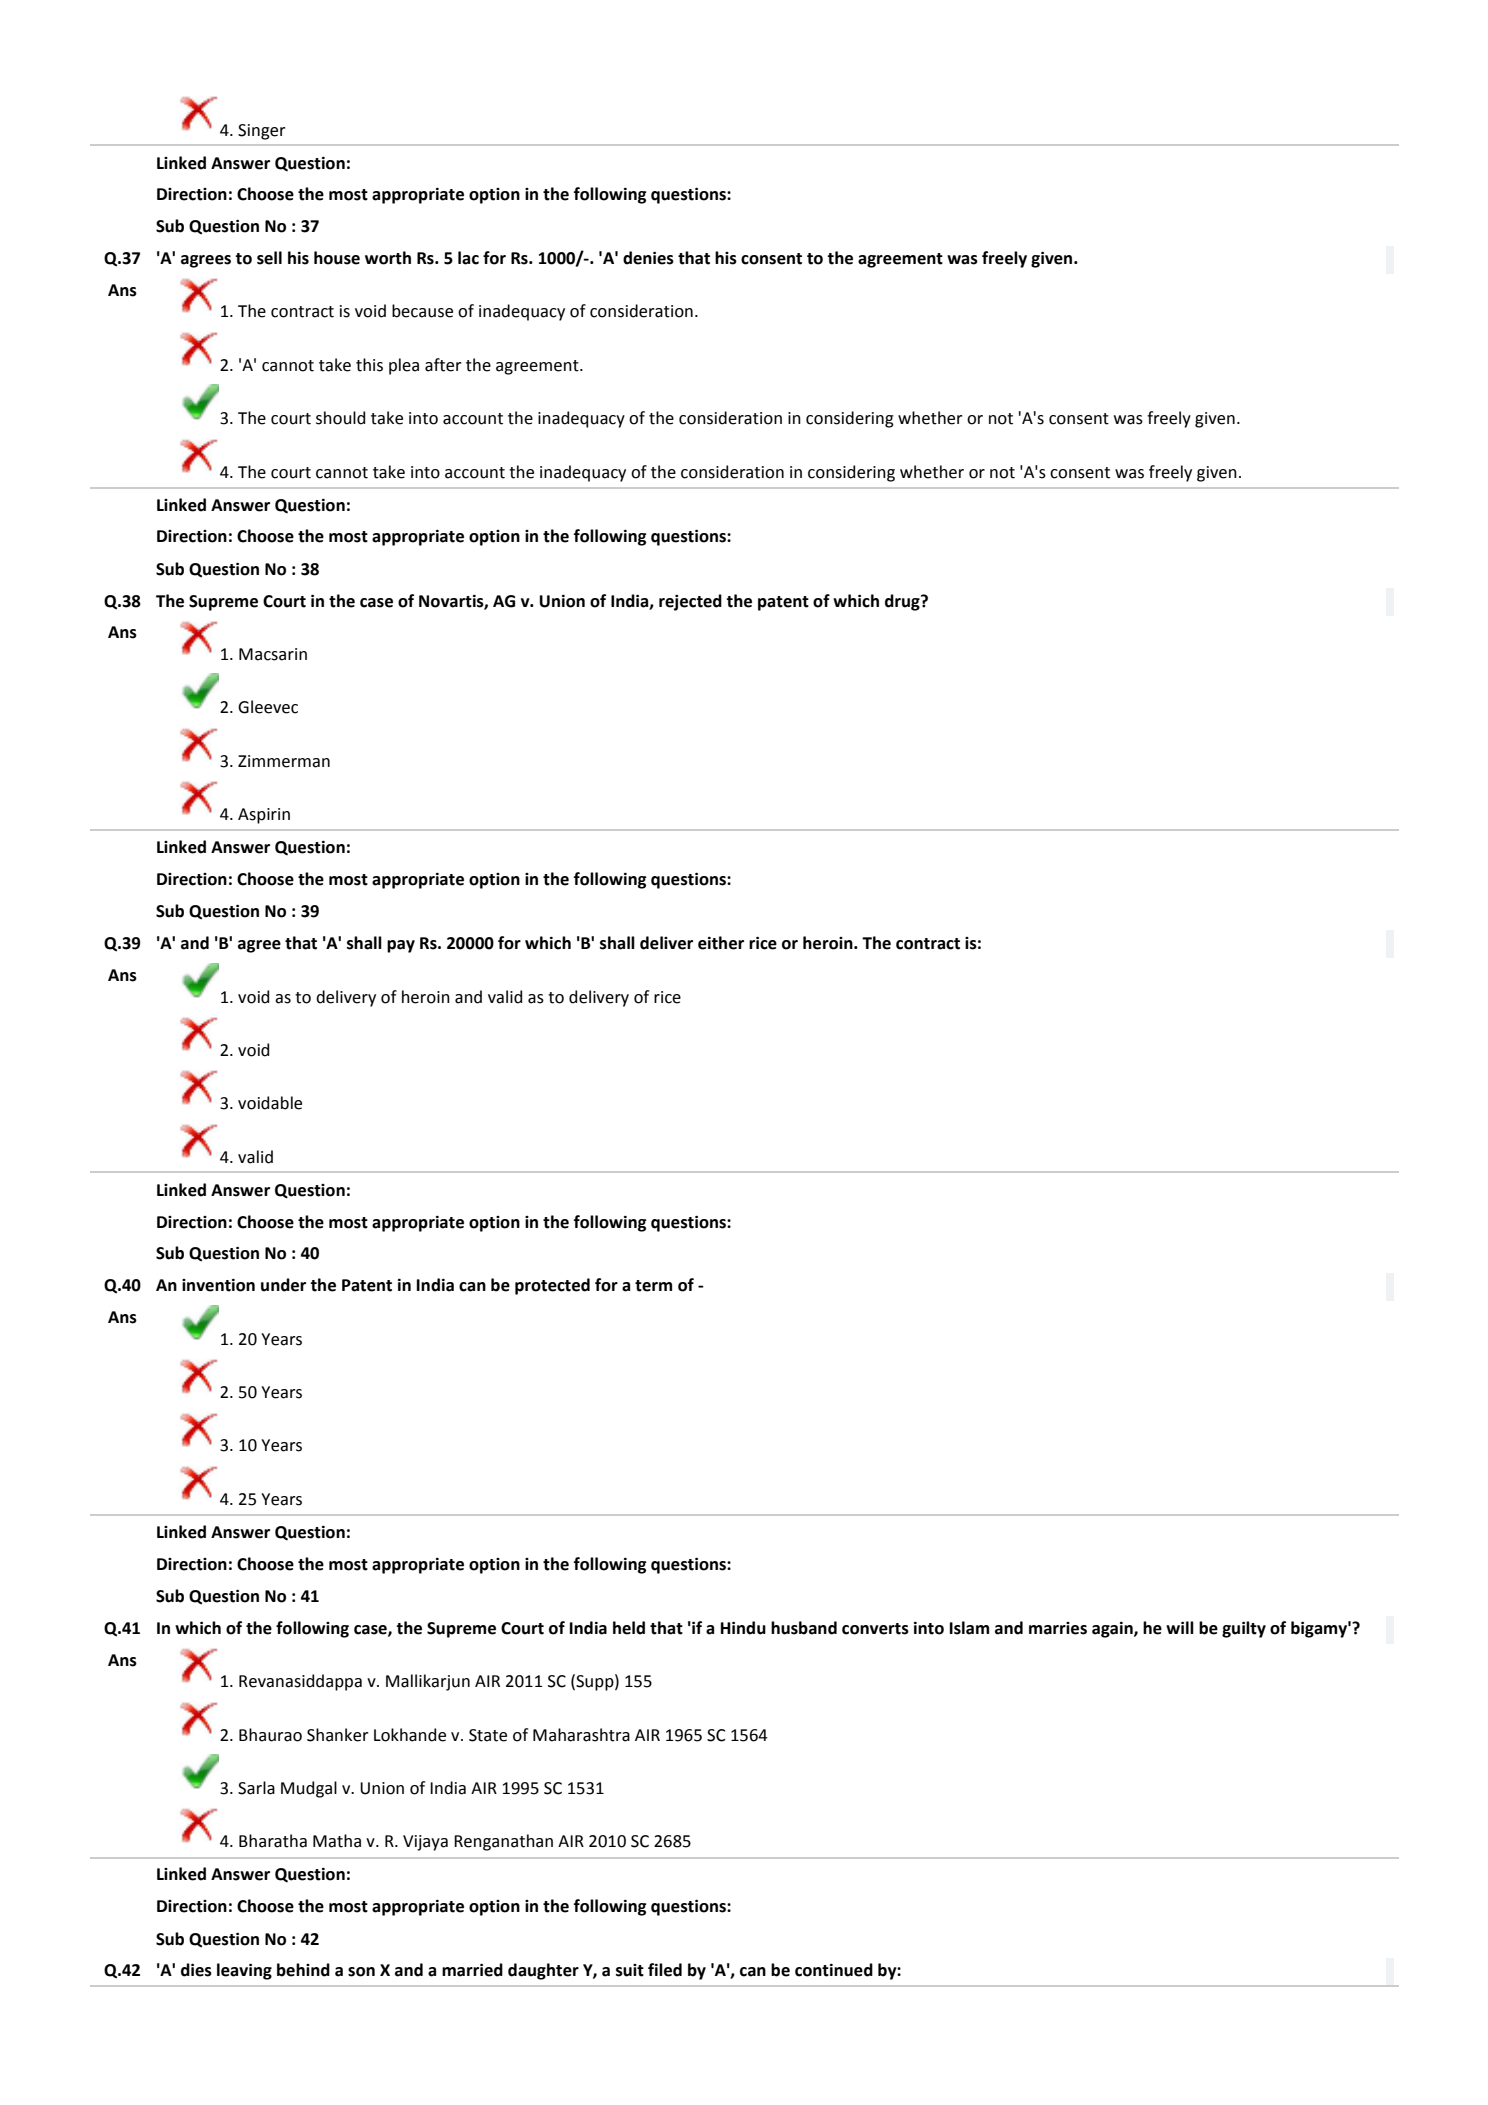 4. Singer
Linked Answer Question:
Direction: Choose the most appropriate option in the following questions:
Sub Question No : 37
Q.37 'A' agrees to sell his house worth Rs. 5 lac for Rs. 1000/-. 'A' denies that his consent to the agreement was freely given.
Ans
1. The contract is void because of inadequacy of consideration.
2. 'A' cannot take this plea after the agreement.
3. The court should take into account the inadequacy of the consideration in considering whether or not 'A's consent was freely given.
4. The court cannot take into account the inadequacy of the consideration in considering whether or not 'A's consent was freely given.
Linked Answer Question:
Direction: Choose the most appropriate option in the following questions:
Sub Question No : 38
Q.38 The Supreme Court in the case of Novartis, AG v. Union of India, rejected the patent of which drug?
Ans
1. Macsarin
2. Gleevec
3. Zimmerman
4. Aspirin
Linked Answer Question:
Direction: Choose the most appropriate option in the following questions:
Sub Question No : 39
Q.39 'A' and 'B' agree that 'A' shall pay Rs. 20000 for which 'B' shall deliver either rice or heroin. The contract is:
Ans
1. void as to delivery of heroin and valid as to delivery of rice
2. void
3. voidable
4. valid
Linked Answer Question:
Direction: Choose the most appropriate option in the following questions:
Sub Question No : 40
Q.40 An invention under the Patent in India can be protected for a term of -
Ans
1. 20 Years
2. 50 Years
3. 10 Years
4. 25 Years
Linked Answer Question:
Direction: Choose the most appropriate option in the following questions:
Sub Question No : 41
Q.41 In which of the following case, the Supreme Court of India held that 'if a Hindu husband converts into Islam and marries again, he will be guilty of bigamy'?
Ans
1. Revanasiddappa v. Mallikarjun AIR 2011 SC (Supp) 155
2. Bhaurao Shanker Lokhande v. State of Maharashtra AIR 1965 SC 1564
3. Sarla Mudgal v. Union of India AIR 1995 SC 1531
4. Bharatha Matha v. R. Vijaya Renganathan AIR 2010 SC 2685
Linked Answer Question:
Direction: Choose the most appropriate option in the following questions:
Sub Question No : 42
Q.42 'A' dies leaving behind a son X and a married daughter Y, a suit filed by 'A', can be continued by: